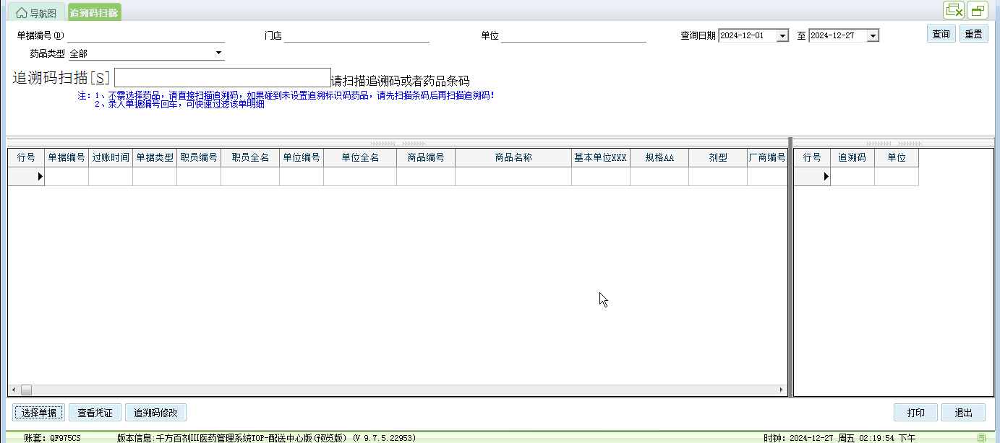 导航图 追溯码扫描
单据编号(D) 门店 单位 查询日期 2024-12-01 至 2024-12-27 查询 重置
药品类型 全部
追溯码扫描[S] 请扫描追溯码或者药品条码
注：1、不需选择药品，请直接扫描追溯码，如果碰到未设置追溯标识码药品，请先扫描条码后再扫描追溯码！
2、录入单据编号回车，可快速过滤该单明细
行号 单据编号 过账时间 单据类型 职员编号 职员全名 单位编号 单位全名 商品编号 商品名称 基本单位XXX 规格AA 剂型 厂商编号 行号 追溯码 单位
选择单据 查看凭证 追溯码修改 打印 退出
账套：QF975CS 版本信息:千方百剂III医药管理系统TOP-配送中心版(预览版) (V 9.7.5.22953) 时钟：2024-12-27 周五 02:19:54 下午